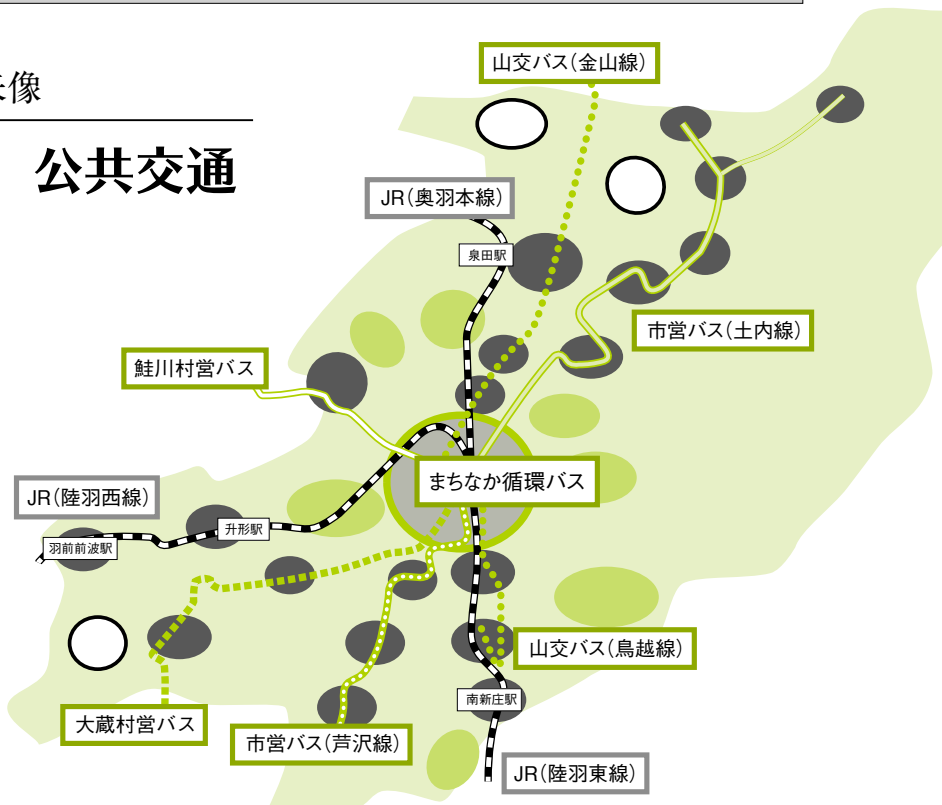 像
公共交通
山交バス(金山線)
JR(奥羽本線)
泉田駅
市営バス(土内線)
鮭川村営バス
まちなか循環バス
JR(陸羽西線)
升形駅
羽前前波駅
山交バス(鳥越線)
南新庄駅
大蔵村営バス
市営バス(芦沢線)
JR(陸羽東線)